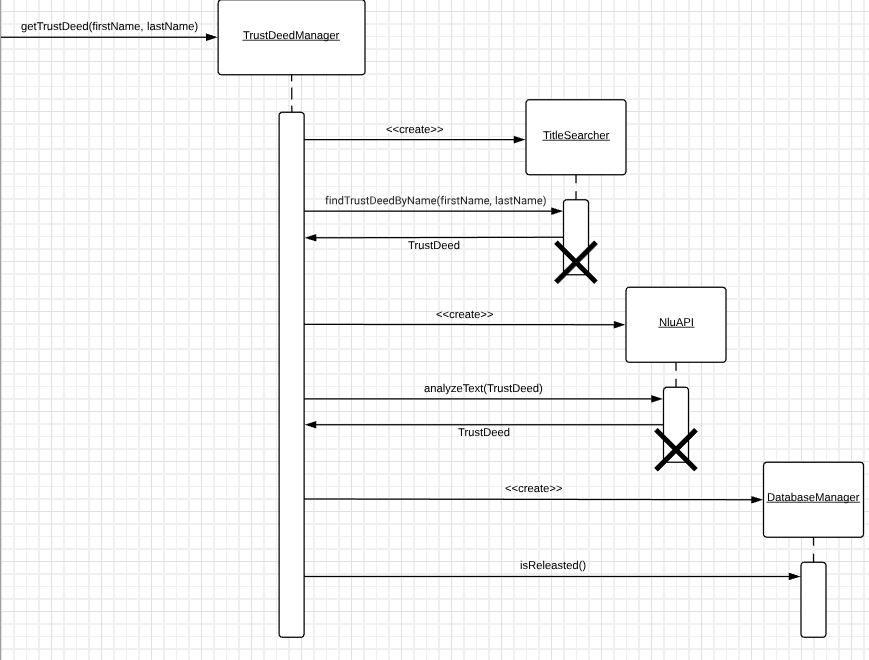 getTrustDeed(firstName, lastName)
TrustDeedManager
<<create>>
TitleSearcher
findTrustDeedByName(firstName, lastName)
TrustDeed
<<create>>
NluAPI
analyzeText(TrustDeed)
TrustDeed
<<create>>
DatabaseManager
isReleasted()